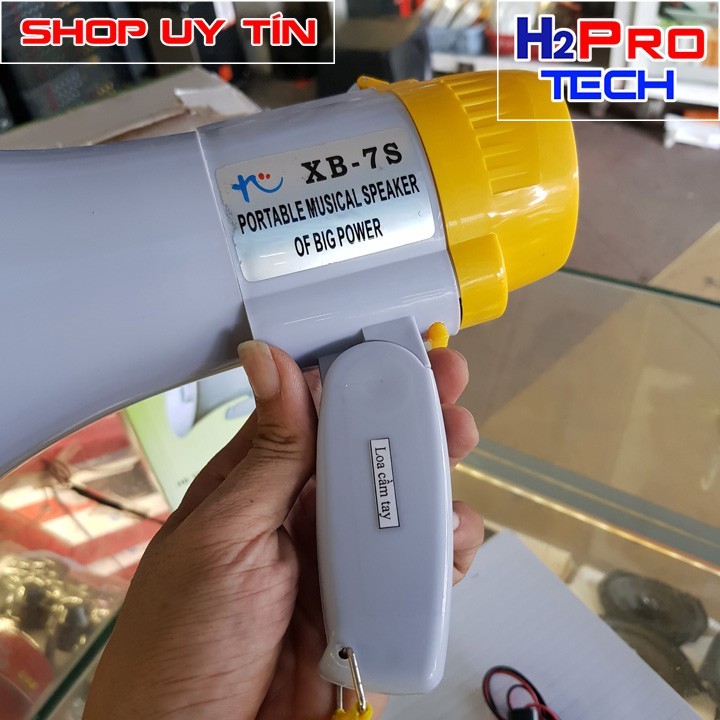 SHOP UY TÍN
H2PRO
TECH
XB-7S
PORTABLE MUSICAL SPEAKER
OF BIG POWER
Loa cầm tay